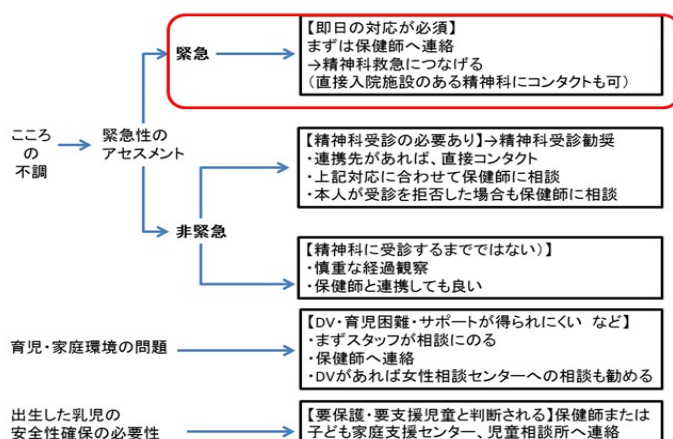 緊急
【即日の対応が必須】
まずは保健師へ連絡
→精神科救急につなげる
(直接入院施設のある精神科にコンタクトも可)
こころ
の
不調
緊急性の
アセスメント
【精神科受診の必要あり】→精神科受診勧奨
・連携先があれば、直接コンタクト
・上記対応に合わせて保健師に相談
・本人が受診を拒否した場合も保健師に相談
非緊急
【精神科に受診するまでではない)】
・慎重な経過観察
・保健師と連携しても良い
育児・家庭環境の問題
【DV・育児困難・サポートが得られにくい など】
・まずスタッフが相談にのる
・保健師へ連絡
・DVがあれば女性相談センターへの相談も勧める
出生した乳児の
安全性確保の必要性
【要保護・要支援児童と判断される】保健師または
子ども家庭支援センター、児童相談所へ連絡